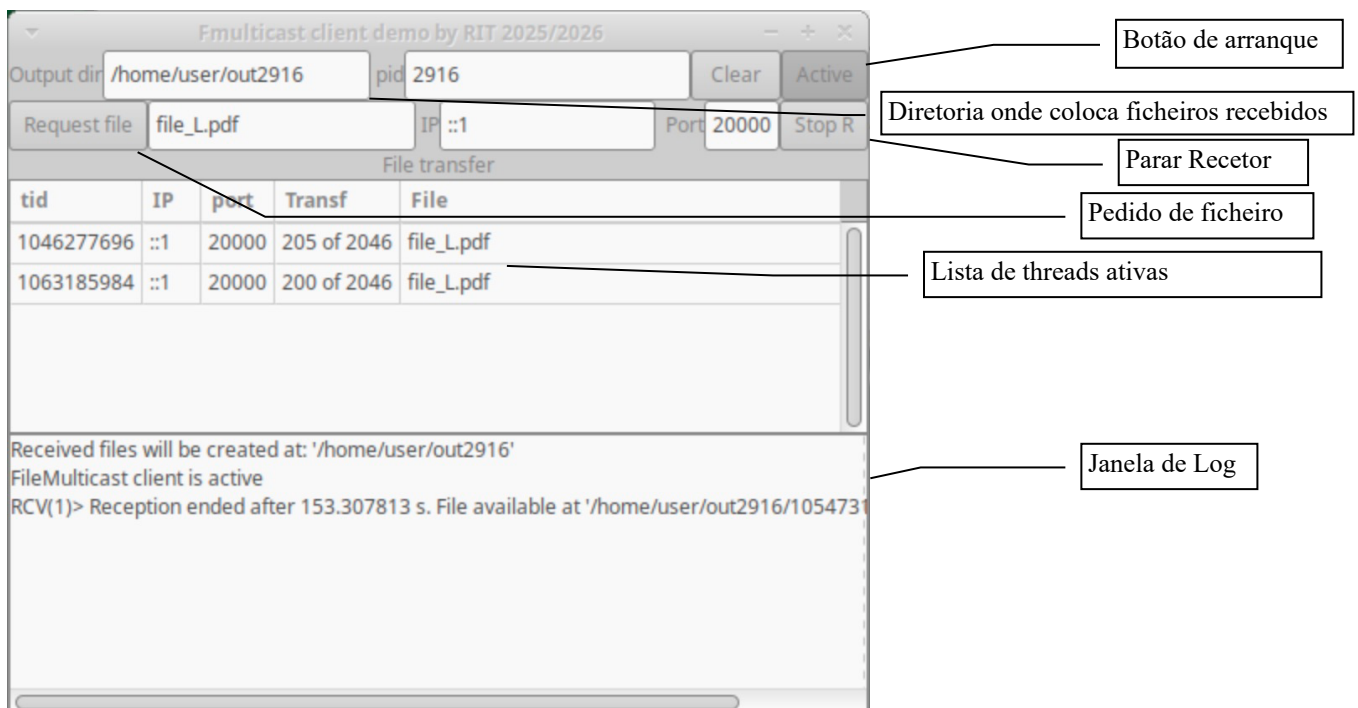 Fmulticast client demo by RIT 2025/2026
Output dir /home/user/out2916 pid 2916 Clear Active
Request file file_L.pdf IP ::1 Port 20000 Stop R
File transfer
tid IP port Transf File
1046277696 ::1 20000 205 of 2046 file_L.pdf
1063185984 ::1 20000 200 of 2046 file_L.pdf
Received files will be created at: '/home/user/out2916'
FileMulticast client is active
RCV(1)> Reception ended after 153.307813 s. File available at '/home/user/out2916/1054731
Botão de arranque
Diretoria onde coloca ficheiros recebidos
Parar Recetor
Pedido de ficheiro
Lista de threads ativas
Janela de Log